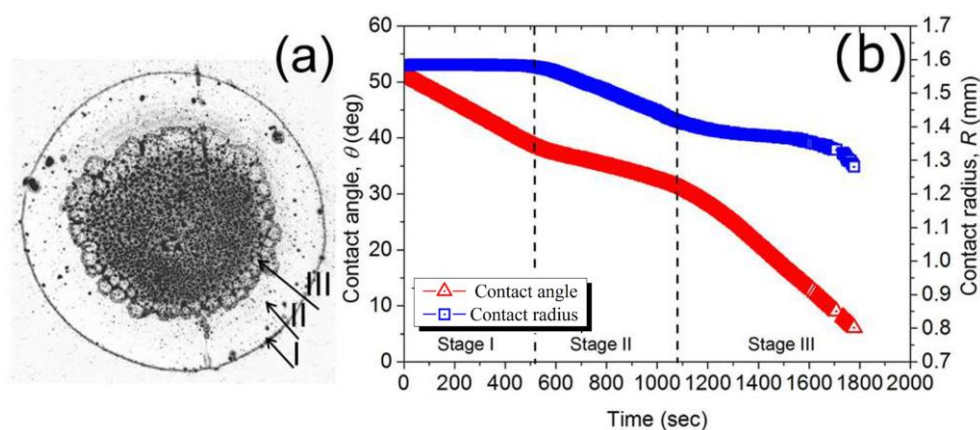 (a)
III
II
I
(b)
60
50
40
30
20
10
0
Contact angle, θ (deg)
1.7
1.6
1.5
1.4
1.3
1.2
1.1
1.0
0.9
0.8
0.7
Contact radius, R (mm)
Contact angle
Contact radius
Stage I
Stage II
Stage III
0 200 400 600 800 1000 1200 1400 1600 1800 2000
Time (sec)